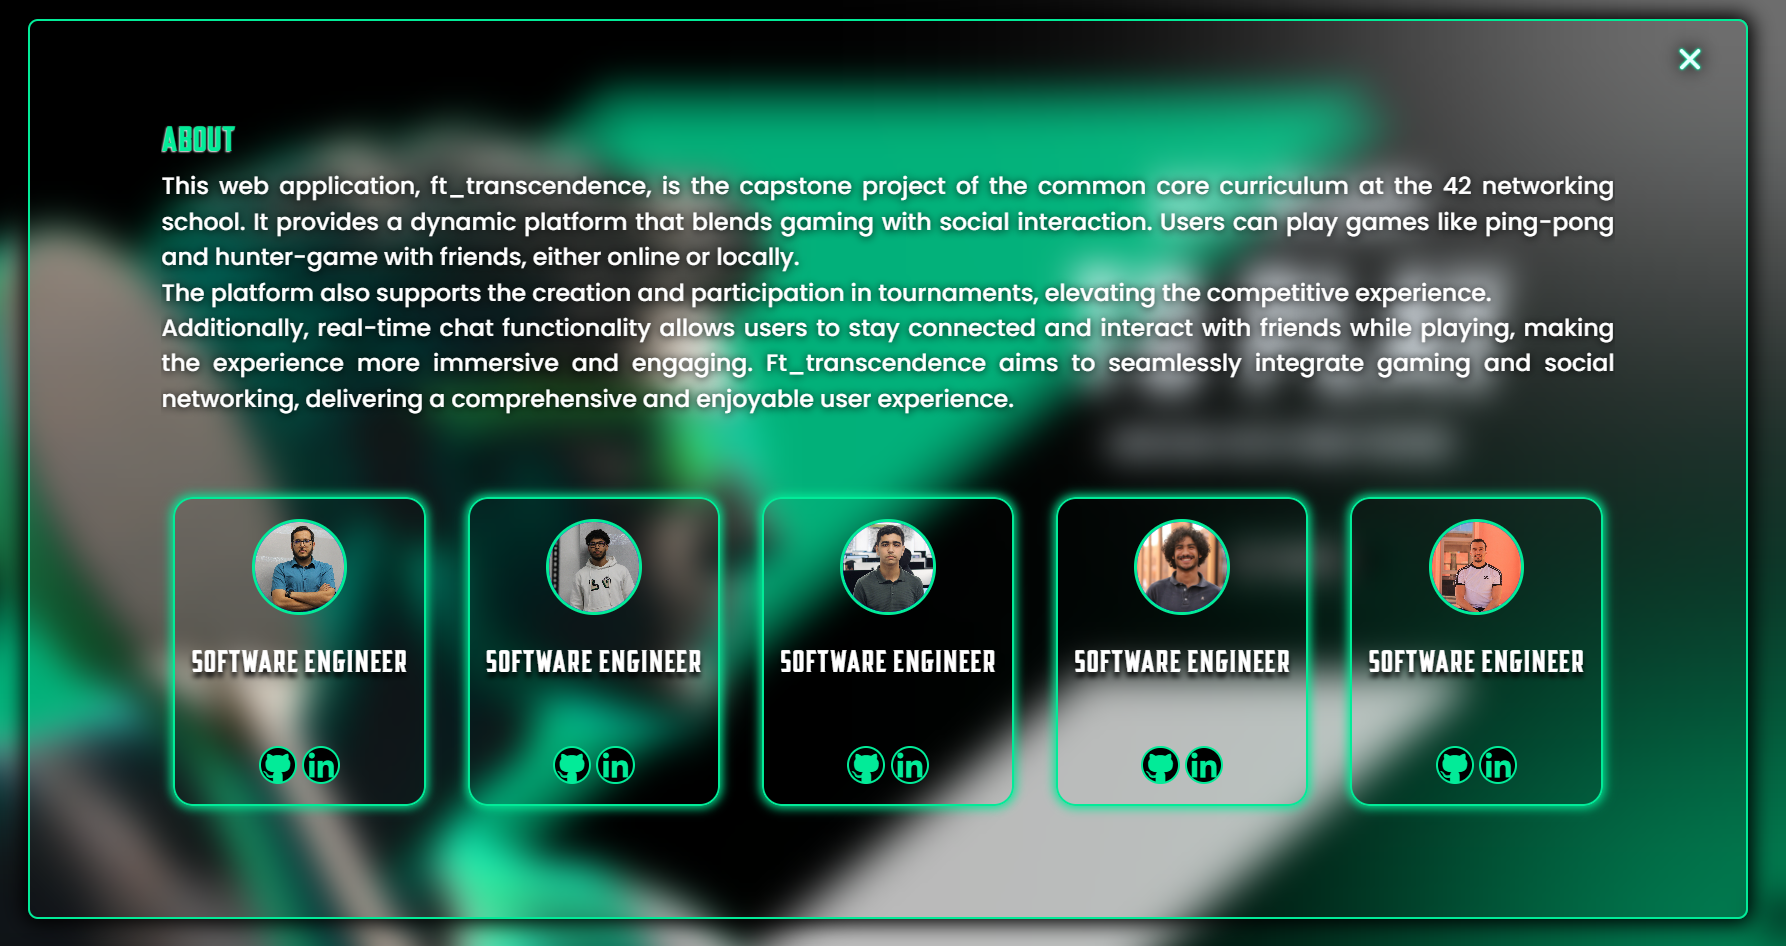 ABOUT
This web application, ft_transcendence, is the capstone project of the common core curriculum at the 42 networking
school. It provides a dynamic platform that blends gaming with social interaction. Users can play games like ping-pong
and hunter-game with friends, either online or locally.
The platform also supports the creation and participation in tournaments, elevating the competitive experience.
Additionally, real-time chat functionality allows users to stay connected and interact with friends while playing, making
the experience more immersive and engaging. Ft_transcendence aims to seamlessly integrate gaming and social
networking, delivering a comprehensive and enjoyable user experience.
SOFTWARE ENGINEER
SOFTWARE ENGINEER
SOFTWARE ENGINEER
SOFTWARE ENGINEER
SOFTWARE ENGINEER
in
in
in
in
in